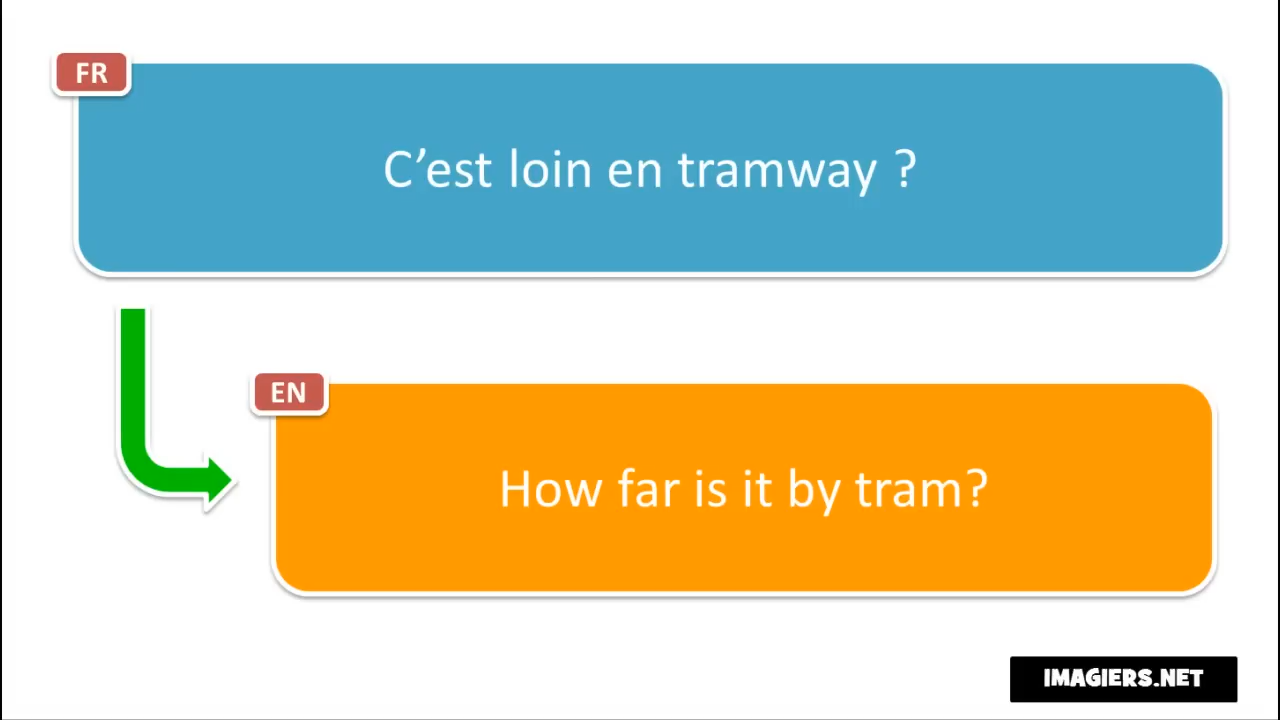 FR
C’est loin en tramway ?
EN
How far is it by tram?
IMAGIERS.NET